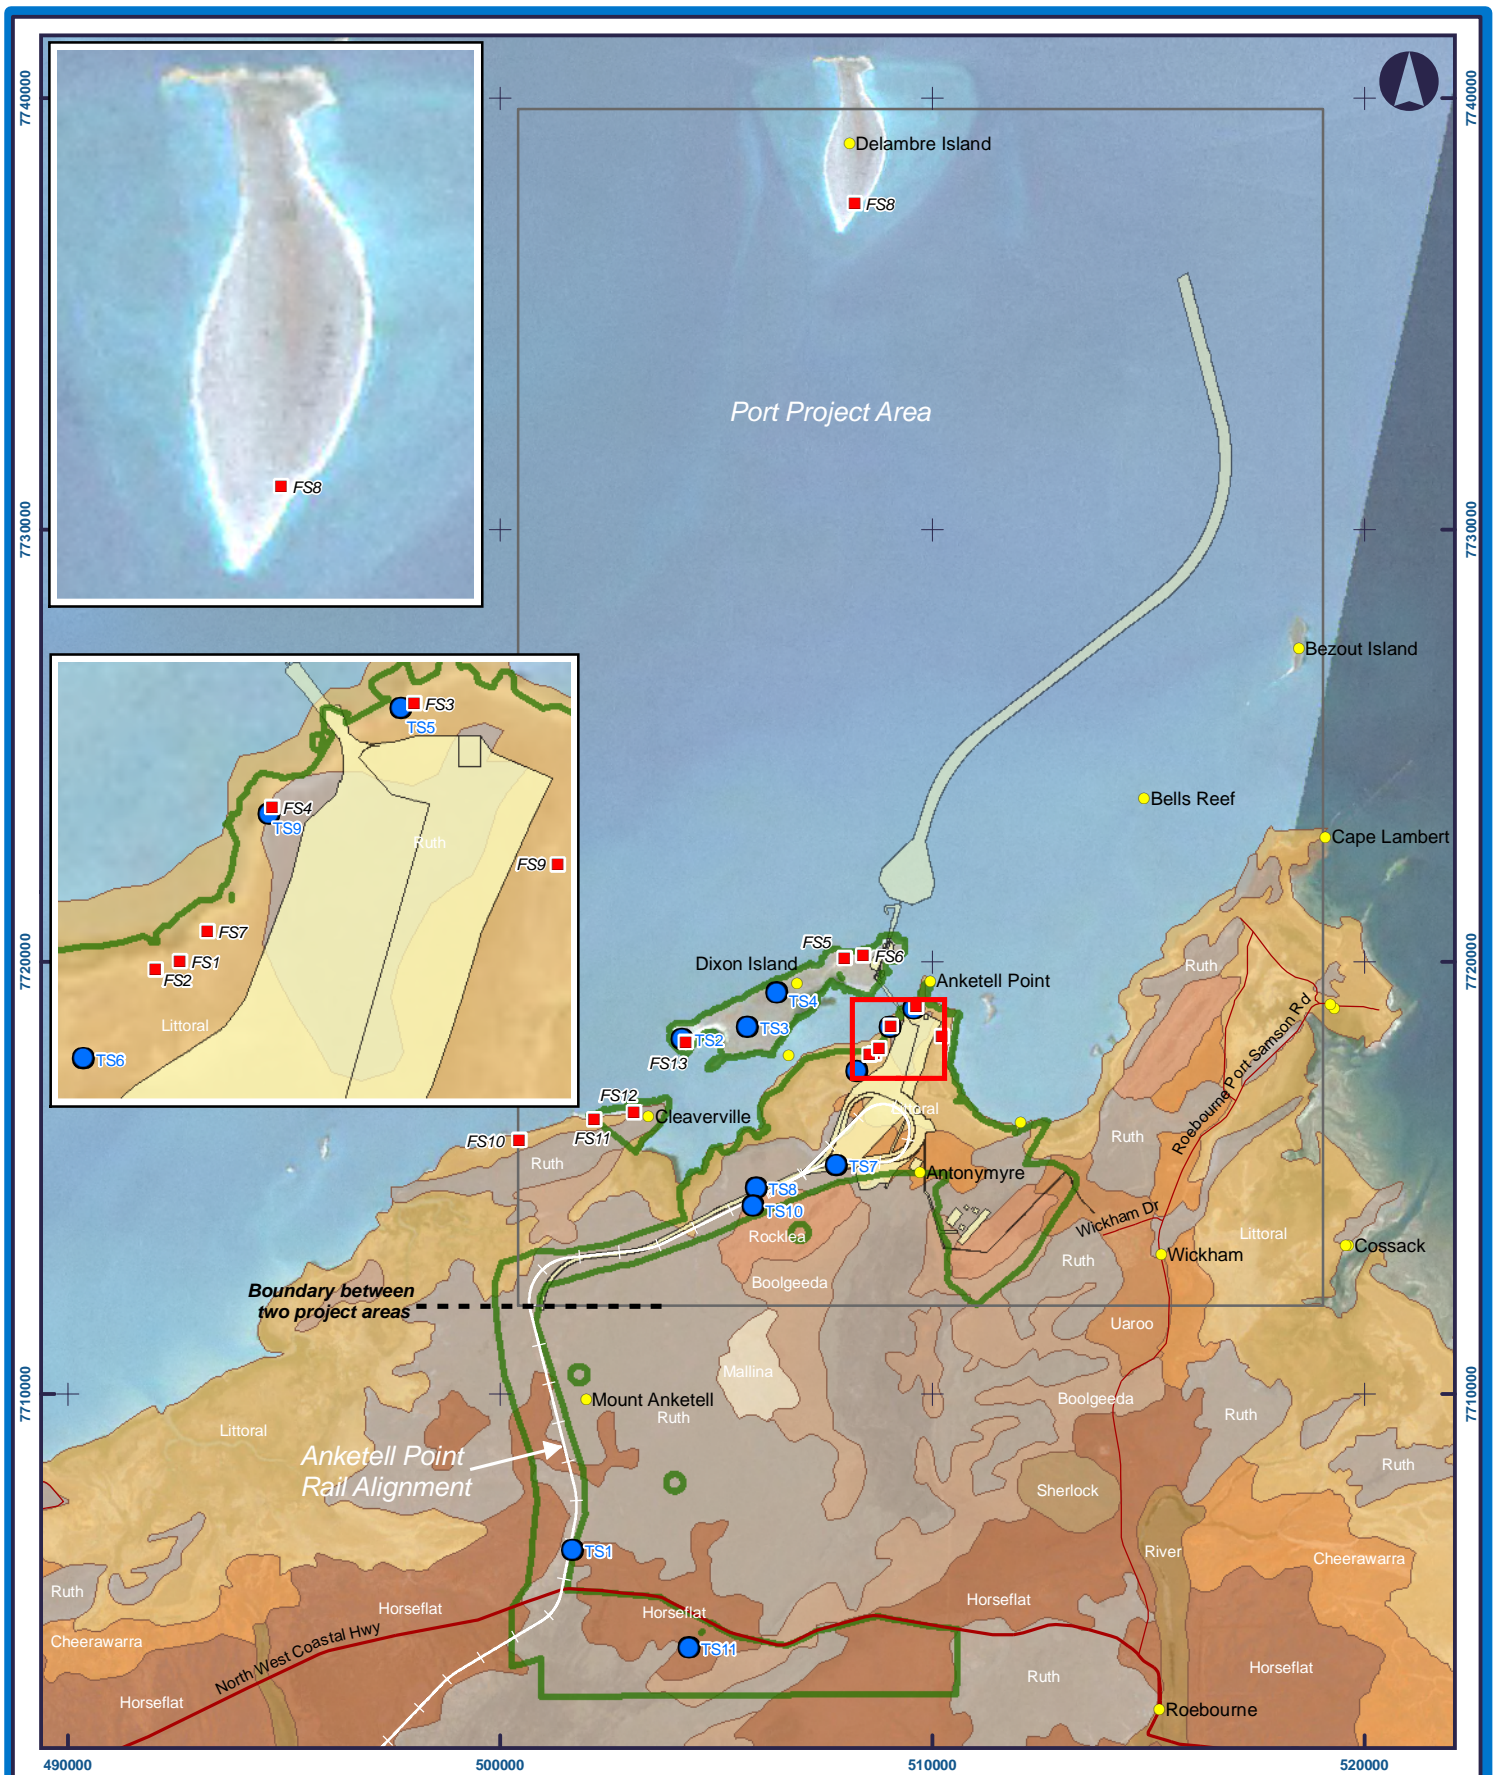 7740000
7740000
Delambre Island
FS8
FS8
Port Project Area
7730000
7730000
Bezout Island
FS3
TS5
FS4
TS9
Ruth
FS9
FS7
FS1
FS2
Littoral
TS6
Bells Reef
Cape Lambert
7720000
7720000
FS5
FS6
Dixon Island
Anketell Point
TS4
TS3
TS2
FS13
Ruth
Roebourne Port Samson Rd
FS12
Cleaverville
FS11
FS10
Littoral
Ruth
Ruth
TS7
Antonymyre
TS8
TS10
Rocklea
Wickham Dr
Littoral
Wickham
Cossack
Ruth
Boolgeeda
Boundary between
two project areas
Uaroo
Mallina
7710000
7710000
Mount Anketell
Ruth
Boolgeeda
Ruth
Littoral
Anketell Point
Rail Alignment
Ruth
Sherlock
TS1
River
Cheerawarra
Ruth
Horseflat
Horseflat
Horseflat
Cheerawarra
North West Coastal Hwy
TS11
Horseflat
Ruth
Horseflat
Roebourne
490000
500000
510000
520000